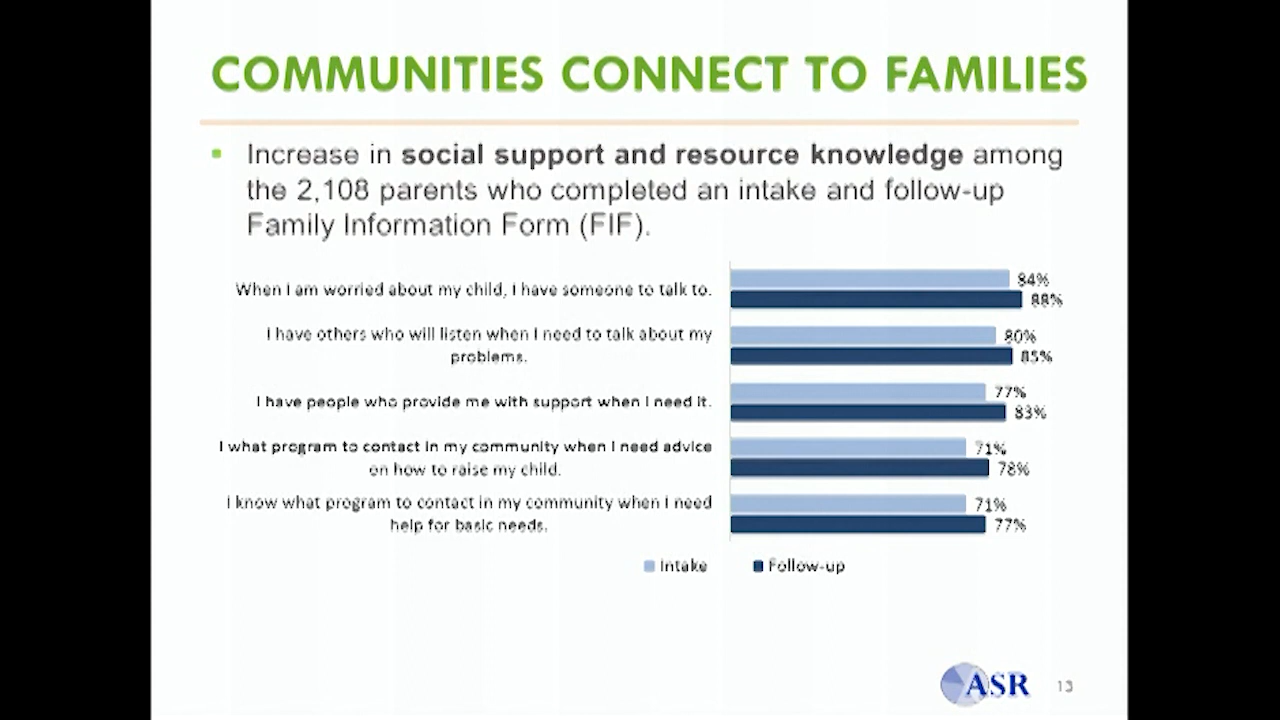 COMMUNITIES CONNECT TO FAMILIES
Increase in social support and resource knowledge among
the 2,108 parents who completed an intake and follow-up
Family Information Form (FIF).
When I am worried about my child, I have someone to talk to.
84%
88%
I have others who will listen when I need to talk about my
problems.
80%
85%
I have people who provide me with support when I need it.
77%
83%
I what program to contact in my community when I need advice
on how to raise my child.
71%
78%
I know what program to contact in my community when I need
help for basic needs.
71%
77%
Intake
Follow-up
ASR
13